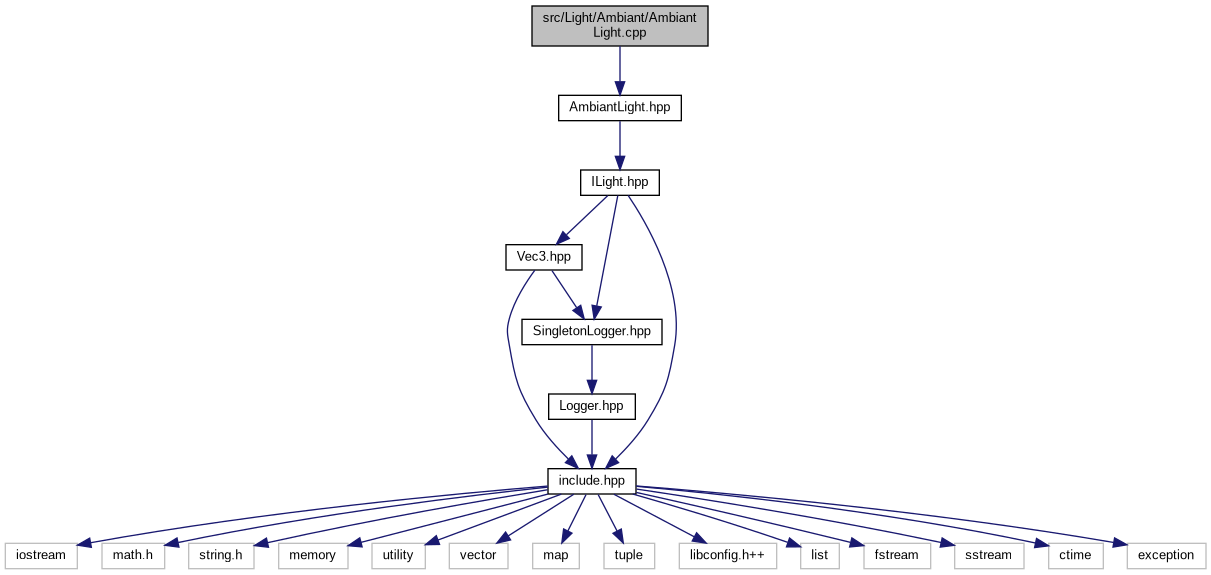 src/Light/Ambiant/Ambiant
Light.cpp
AmbiantLight.hpp
ILight.hpp
Vec3.hpp
SingletonLogger.hpp
Logger.hpp
include.hpp
iostream
math.h
string.h
memory
utility
vector
map
tuple
libconfig.h++
list
fstream
sstream
ctime
exception